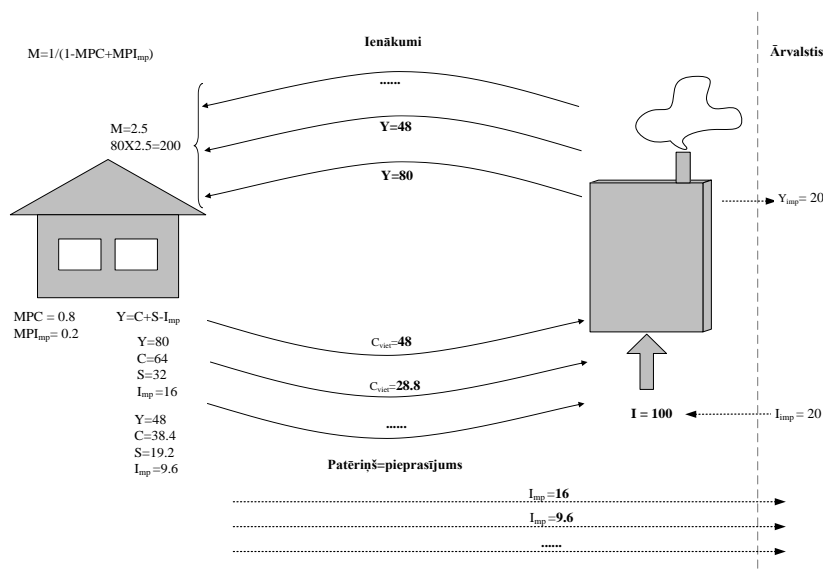 Ienākumi
Ārvalstis
M=1/(1-MPC+MPIimp)
......
M=2.5
80X2.5=200
Y=48
Y=80
Yimp= 20
MPC = 0.8
MPIimp= 0.2
Y=C+S-Imp
Y=80
C=64
S=32
Imp=16
Y=48
C=38.4
S=19.2
Imp=9.6
Cviet=48
Cviet=28.8
......
I = 100
Iimp= 20
Patēriņš=pieprasījums
Imp=16
Imp=9.6
......